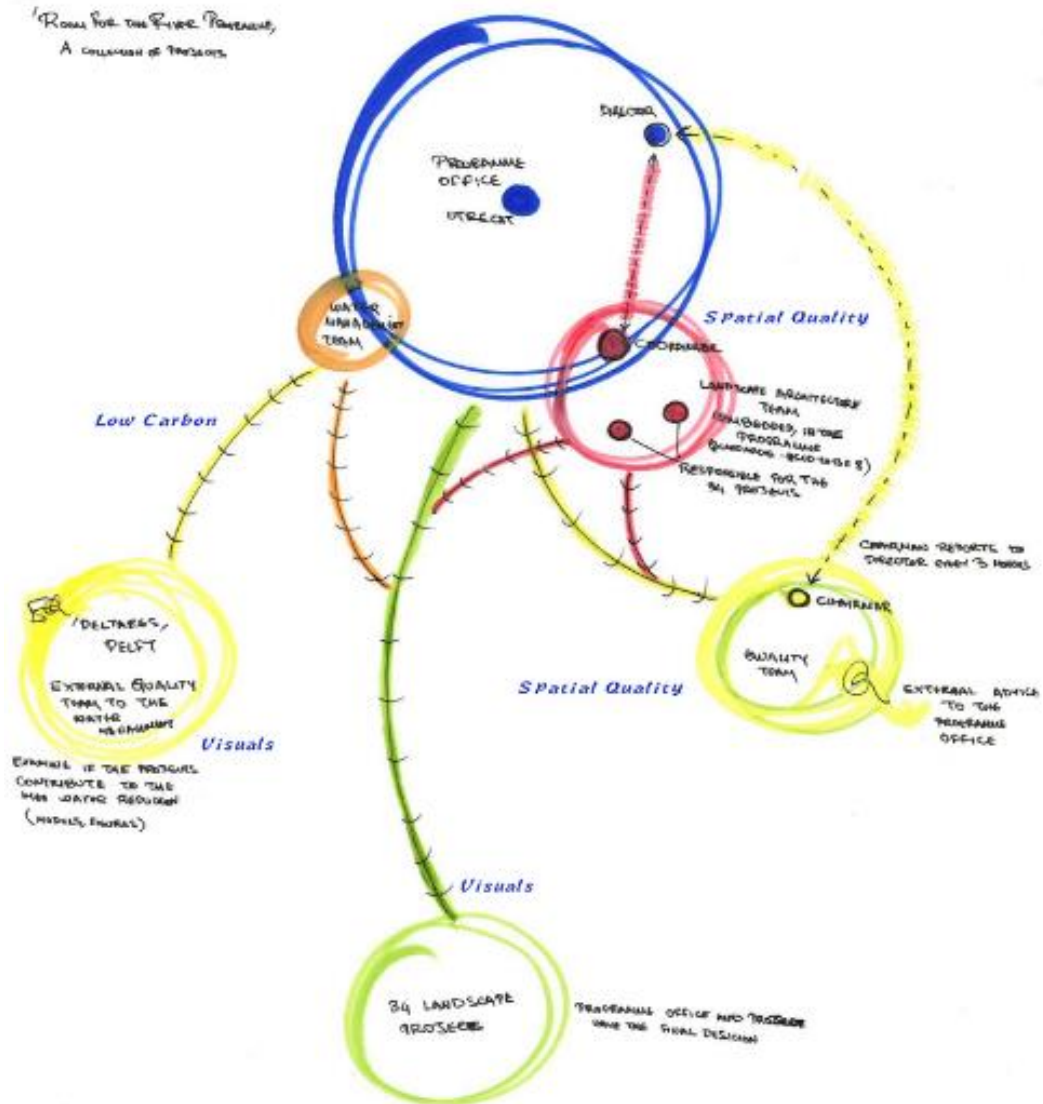 'ROOM FOR THE RIVER PROGRAMME,
A COLLECTION OF PROJECTS
DIRECTOR
PROGRAMME
OFFICE
UTRECHT
WATER
MANAGEMENT
TEAM
Spatial Quality
COORDINATOR
LANDSCAPE ARCHITECTURE
TEAM
(EMBEDDED, IN THE
PROGRAMME
RESPONSIBLE FOR THE
34 PROJECTS
Low Carbon
CHAIRMAN REPORTS TO
DIRECTOR EVERY 3 MONTHS
CHAIRMAN
QUALITY
TEAM
EXTERNAL ADVICE
TO THE
PROGRAMME
OFFICE
'DELTARES,
DELFT
EXTERNAL QUALITY
TEAM TO THE
WATER
MANAGEMENT
Spatial Quality
Visuals
EXAMINE IF THE PROJECTS
CONTRIBUTE TO THE
WATER REDUCTION
(MODELS, FIGURES)
Visuals
34 LANDSCAPE
PROJECTS
PROGRAMME OFFICE AND PROJECTS
HAVE THE FINAL DECISION